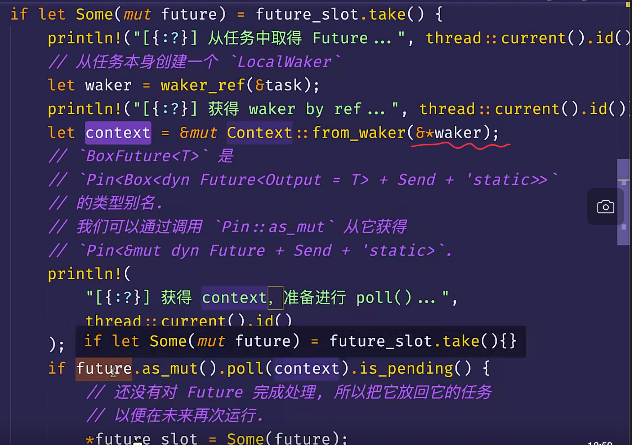 if let Some(mut future) = future_slot.take() {
println!("[{:?}] 从任务中取得 Future...", thread::current().id()
// 从任务本身创建一个 `LocalWaker`
let waker = waker_ref(&task);
println!("[{:?}] 获得 waker by ref...", thread::current().id()
let context = &mut Context::from_waker(&*waker);
// `BoxFuture<T>` 是
// `Pin<Box<dyn Future<Output = T> + Send + 'static>>`
// 的类型别名.
// 我们可以通过调用 `Pin::as_mut` 从它获得
// `Pin<&mut dyn Future + Send + 'static>`.
println!(
"[{:?}] 获得 context, 准备进行 poll()...",
thread::current().id()
);
if let Some(mut future) = future_slot.take(){}
if future.as_mut().poll(context).is_pending() {
// 还没有对 Future 完成处理, 所以把它放回它的任务
// 以便在未来再次运行.
*future_slot = Some(future);